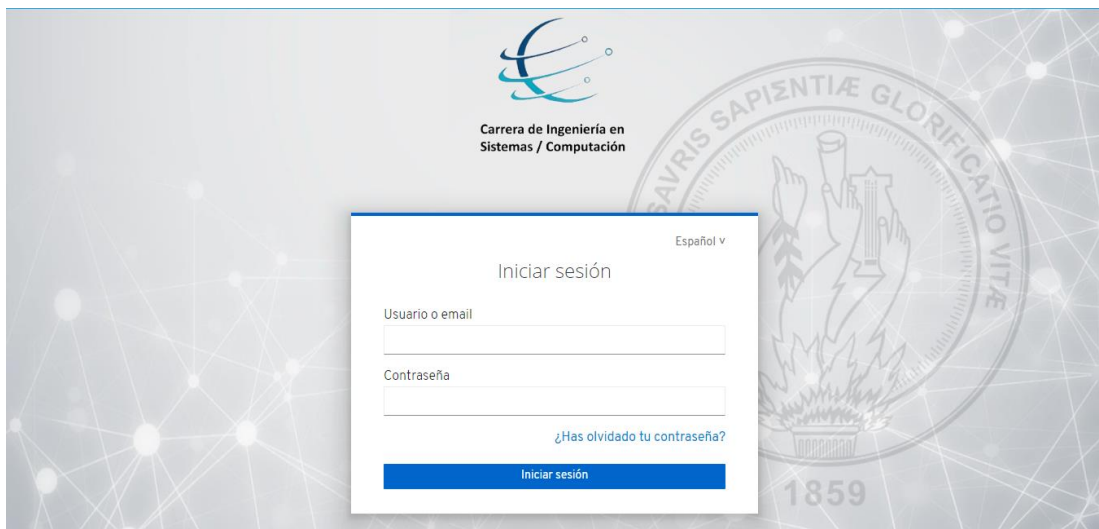 Carrera de Ingeniería en
Sistemas / Computación
SAVRIS SAPIENTIÆ GLORIFICATIO VITÆ
Español ˅
Iniciar sesión
Usuario o email
Contraseña
¿Has olvidado tu contraseña?
Iniciar sesión
1859